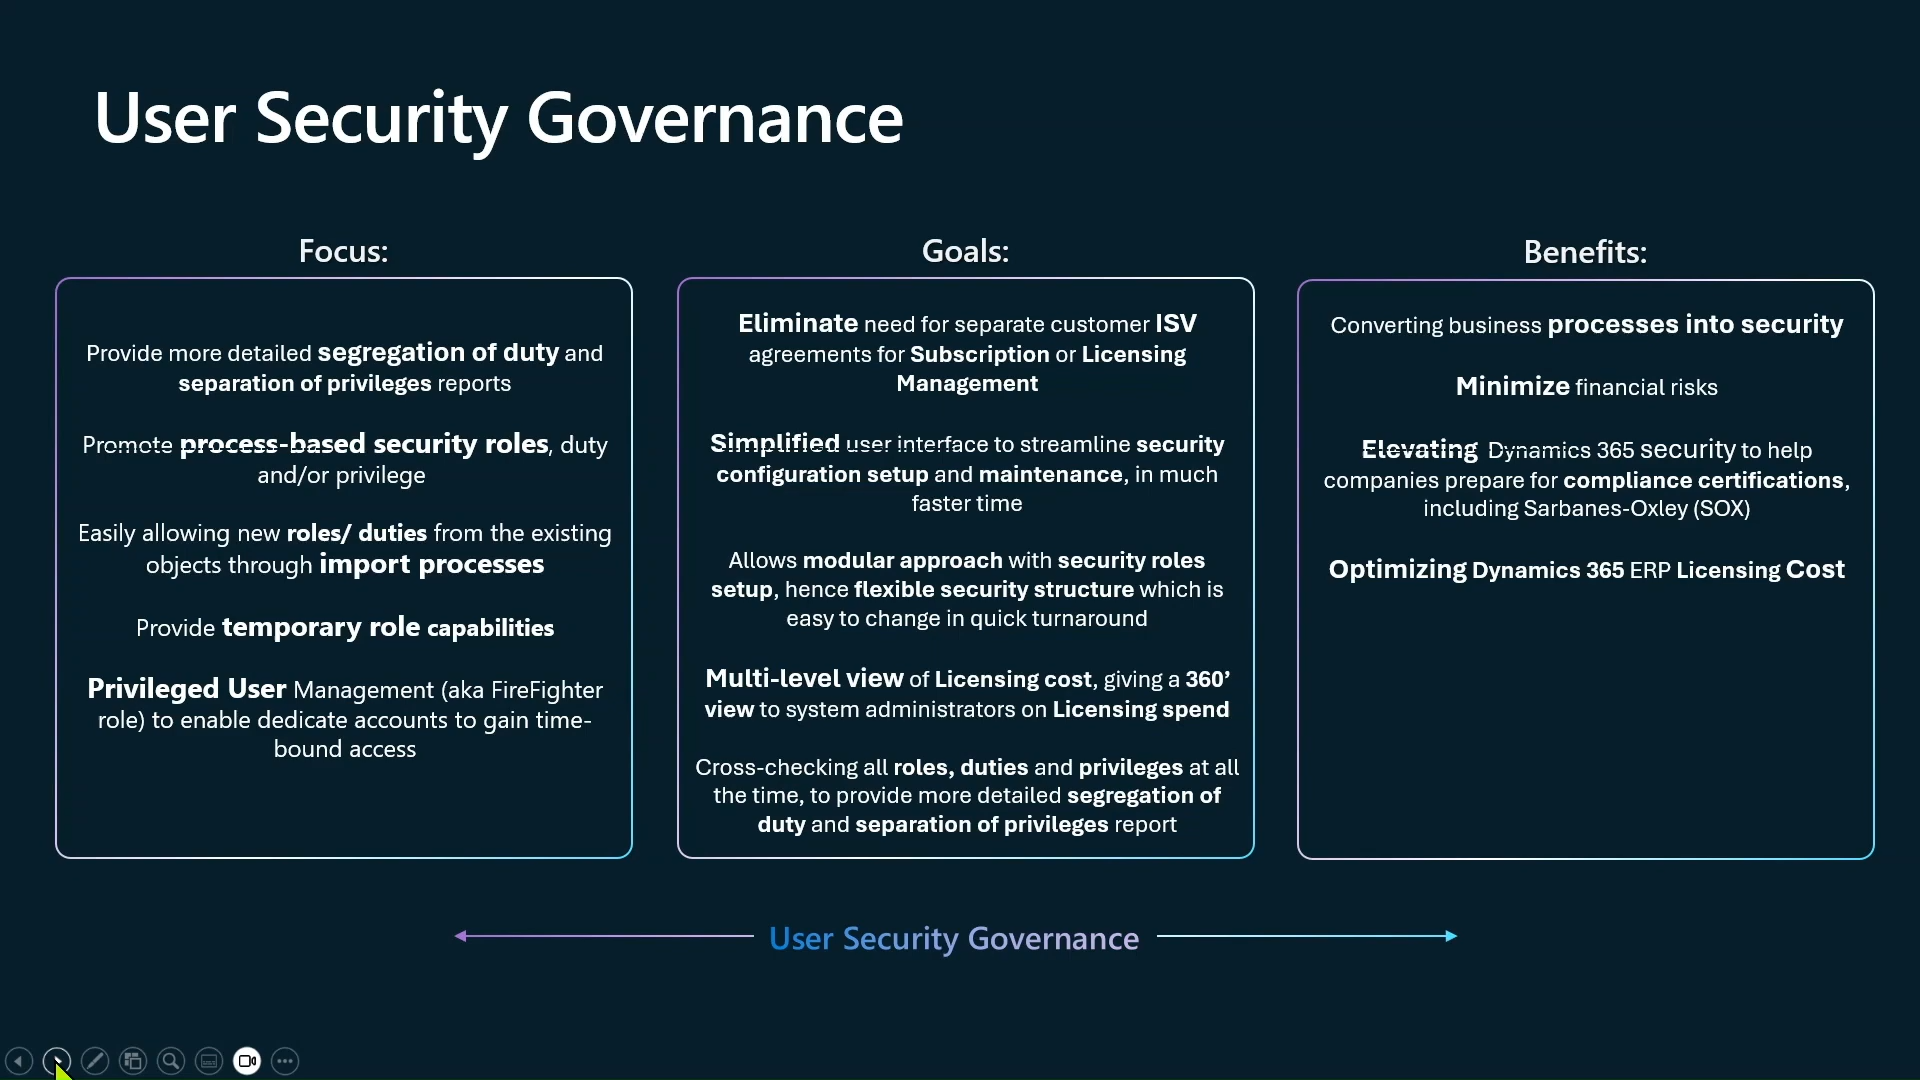 User Security Governance
Focus:
Provide more detailed segregation of duty and
separation of privileges reports
Promote process-based security roles, duty
and/or privilege
Easily allowing new roles/ duties from the existing
objects through import processes
Provide temporary role capabilities
Privileged User Management (aka FireFighter
role) to enable dedicate accounts to gain time-
bound access
Goals:
Eliminate need for separate customer ISV
agreements for Subscription or Licensing
Management
Simplified user interface to streamline security
configuration setup and maintenance, in much
faster time
Allows modular approach with security roles
setup, hence flexible security structure which is
easy to change in quick turnaround
Multi-level view of Licensing cost, giving a 360’
view to system administrators on Licensing spend
Cross-checking all roles, duties and privileges at all
the time, to provide more detailed segregation of
duty and separation of privileges report
Benefits:
Converting business processes into security
Minimize financial risks
Elevating Dynamics 365 security to help
companies prepare for compliance certifications,
including Sarbanes-Oxley (SOX)
Optimizing Dynamics 365 ERP Licensing Cost
User Security Governance